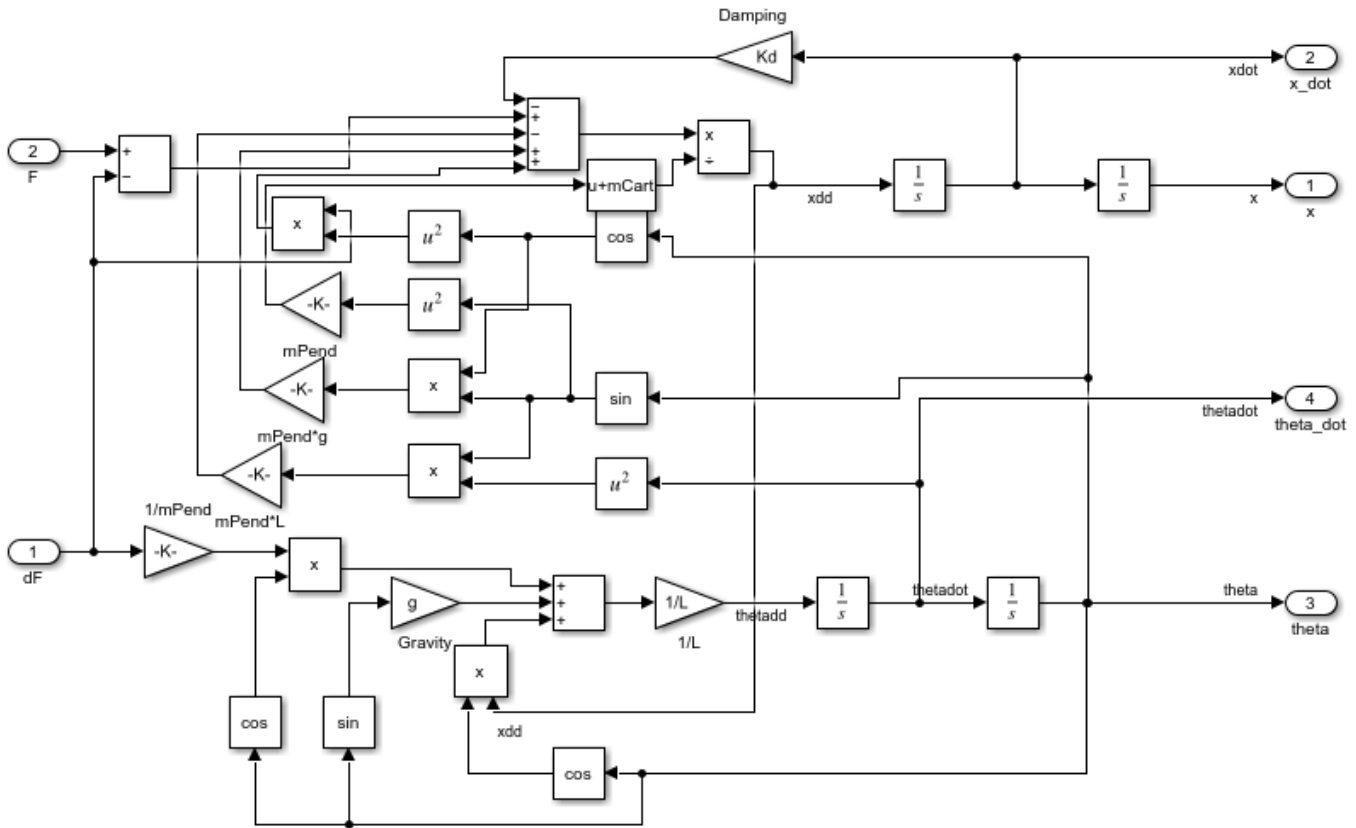 Damping
Kd
2
xdot
x_dot
−
+
−
+
+
x
÷
2
F
+
−
u+mCart
xdd
1
s
1
s
x
1
x
x
u²
cos
-K-
u²
mPend
-K-
x
sin
thetadot
4
theta_dot
mPend*g
-K-
x
u²
1/mPend
mPend*L
1
dF
-K-
x
g
Gravity
+
+
+
1/L
1/L
thetadd
1
s
thetadot
1
s
theta
3
theta
x
cos
sin
xdd
cos